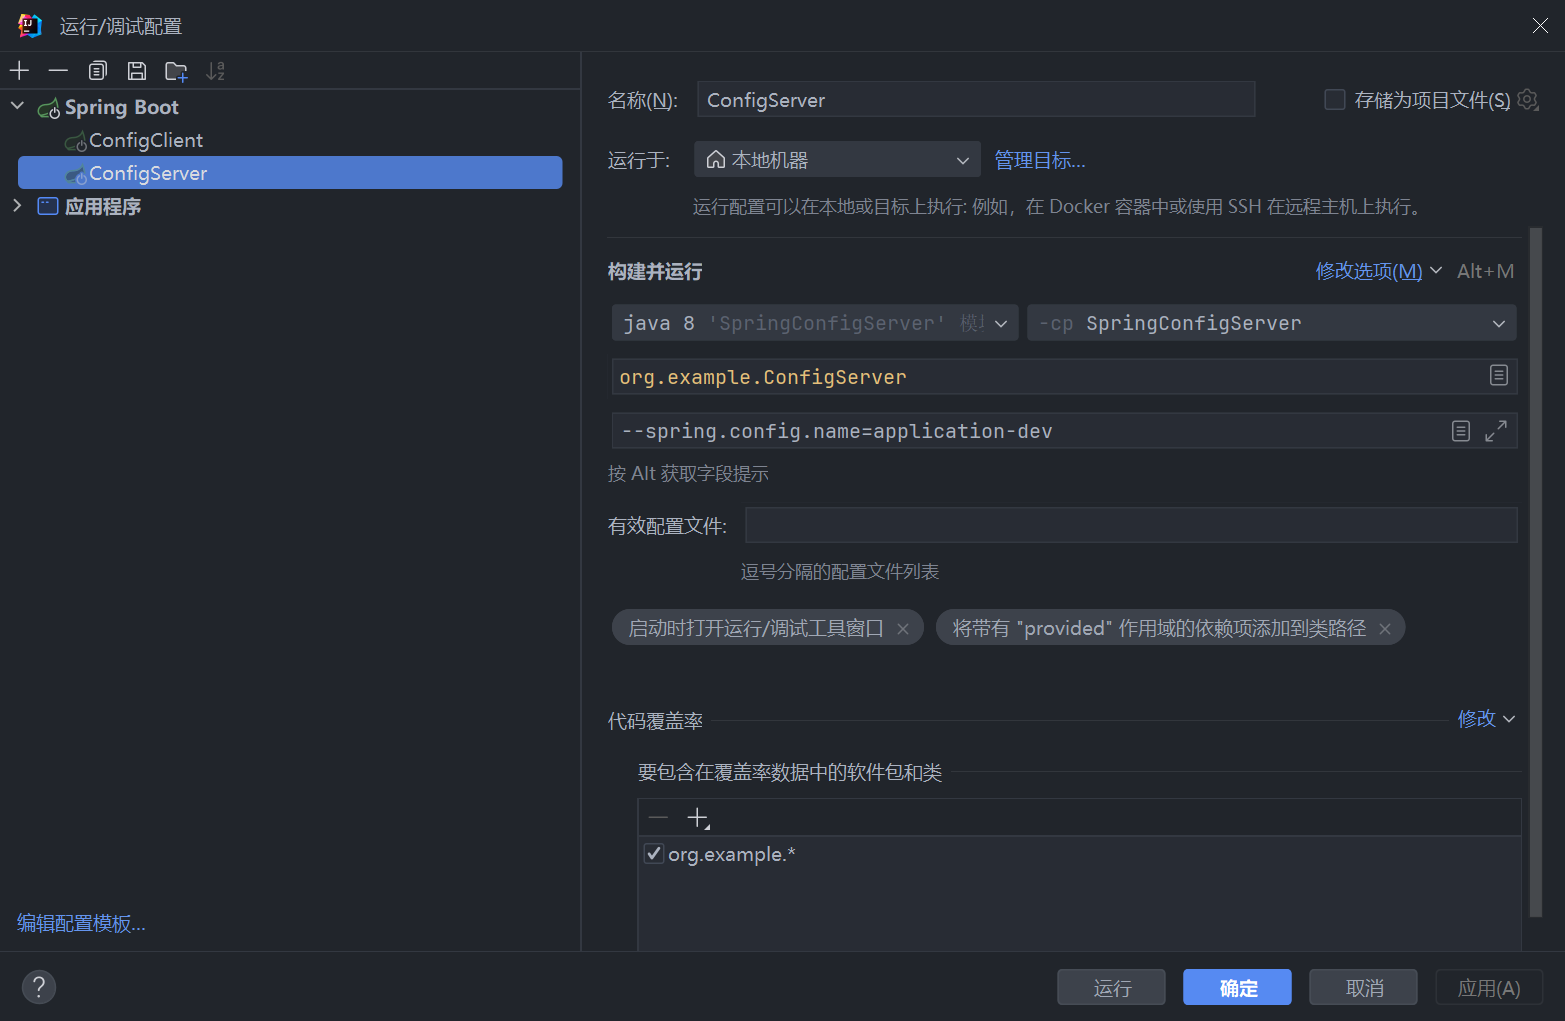 运行/调试配置
Spring Boot
ConfigClient
ConfigServer
应用程序
编辑配置模板...
名称(N):
ConfigServer
存储为项目文件(S)
运行于:
本地机器
管理目标...
运行配置可以在本地或目标上执行: 例如，在 Docker 容器中或使用 SSH 在远程主机上执行。
构建并运行
修改选项(M)
Alt+M
java 8 'SpringConfigServer'
-cp SpringConfigServer
org.example.ConfigServer
--spring.config.name=application-dev
按 Alt 获取字段提示
有效配置文件:
逗号分隔的配置文件列表
启动时打开运行/调试工具窗口
将带有 "provided" 作用域的依赖项添加到类路径
代码覆盖率
修改
要包含在覆盖率数据中的软件包和类
org.example.*
?
运行
确定
取消
应用(A)